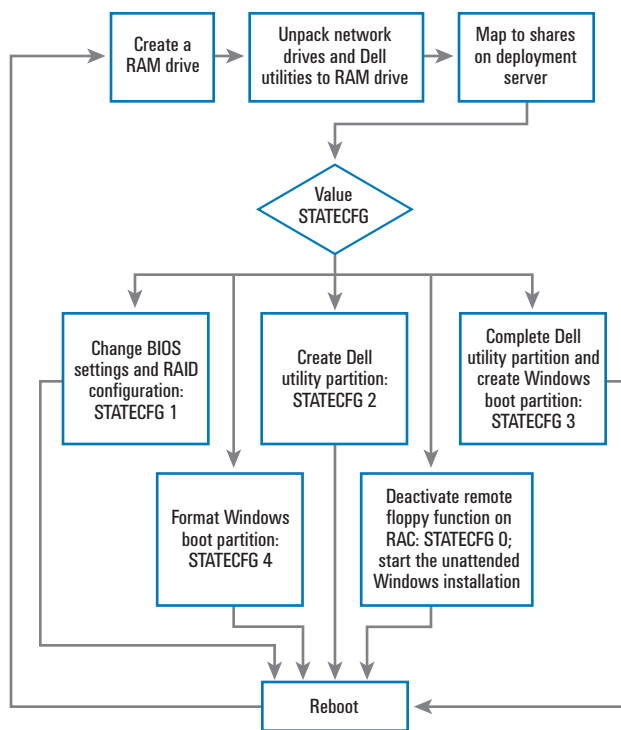 Create a
RAM drive
Unpack network
drives and Dell
utilities to RAM drive
Map to shares
on deployment
server
Value
STATECFG
Change BIOS
settings and RAID
configuration:
STATECFG 1
Create Dell
utility partition:
STATECFG 2
Complete Dell
utility partition and
create Windows
boot partition:
STATECFG 3
Format Windows
boot partition:
STATECFG 4
Deactivate remote
floppy function on
RAC: STATECFG 0;
start the unattended
Windows installation
Reboot